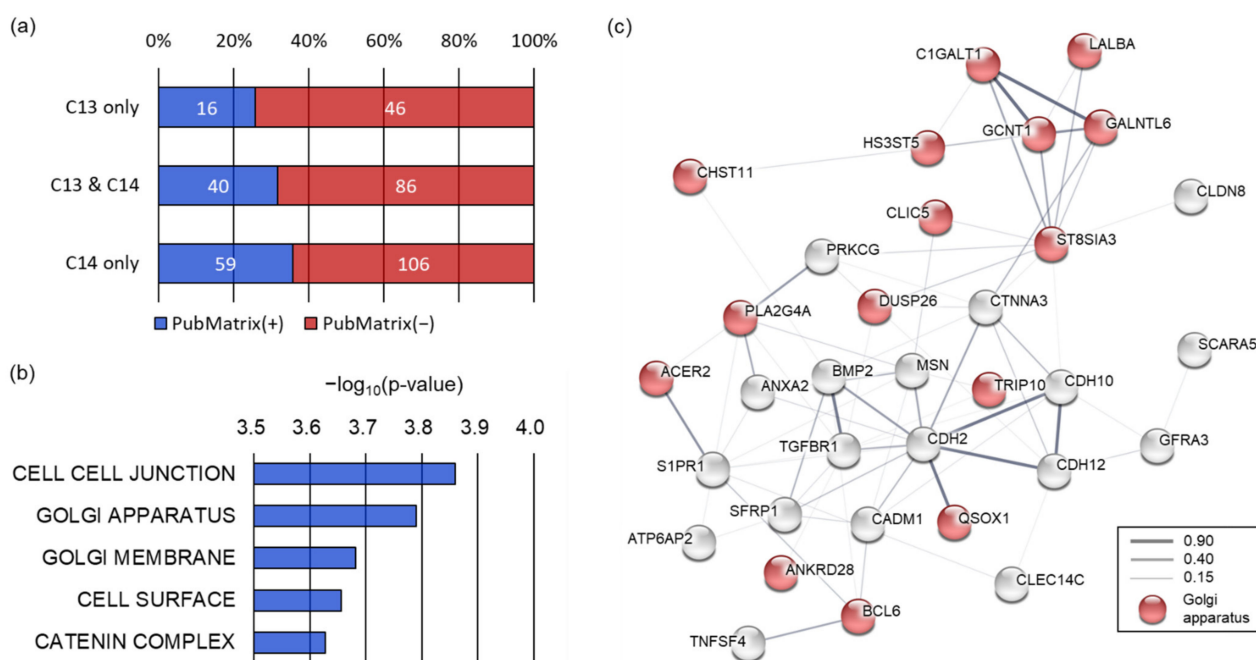 (a)
0% 20% 40% 60% 80% 100%
C13 only 16 46
C13 & C14 40 86
C14 only 59 106
PubMatrix(+) PubMatrix(−)
(b)
−log10(p-value)
3.5 3.6 3.7 3.8 3.9 4.0
CELL CELL JUNCTION
GOLGI APPARATUS
GOLGI MEMBRANE
CELL SURFACE
CATENIN COMPLEX
(c)
LALBA
C1GALT1
GALNTL6
GCNT1
HS3ST5
CHST11
CLDN8
CLIC5
ST8SIA3
PRKCG
DUSP26
CTNNA3
PLA2G4A
SCARA5
ACER2
BMP2
MSN
TRIP10
CDH10
ANXA2
CDH2
TGFBR1
GFRA3
S1PR1
CDH12
SFRP1
CADM1
QSOX1
ATP6AP2
ANKRD28
CLEC14C
BCL6
TNFSF4
0.90
0.40
0.15
Golgi
apparatus